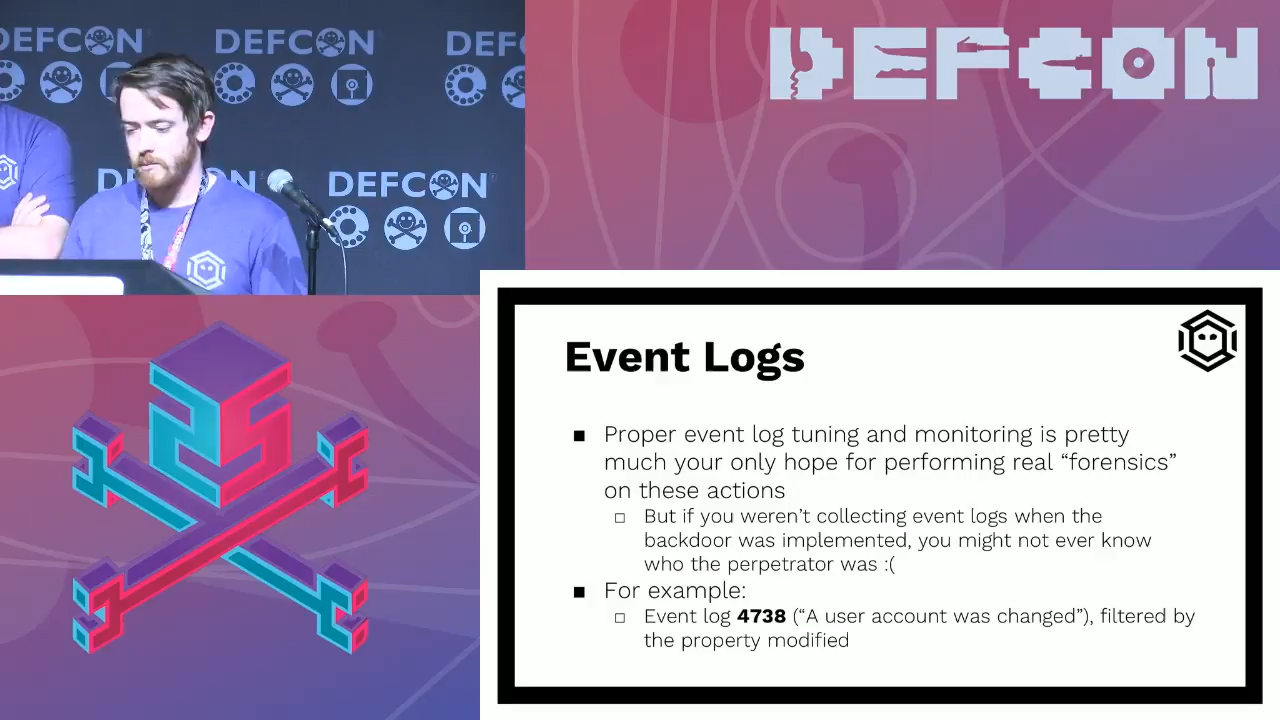 DEFCON
DEFCON
DEF
DEFCON
DEFCON
DEFCON
25
Event Logs
■ Proper event log tuning and monitoring is pretty
much your only hope for performing real “forensics”
on these actions
□ But if you weren’t collecting event logs when the
backdoor was implemented, you might not ever know
who the perpetrator was :(
■ For example:
□ Event log 4738 (“A user account was changed”), filtered by
the property modified